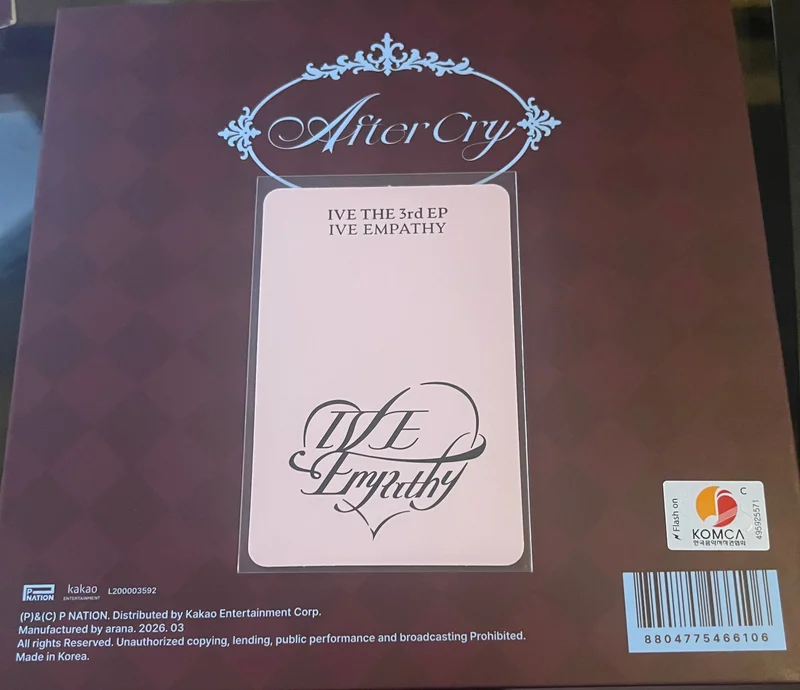 After Cry
IVE THE 3rd EP
IVE EMPATHY
IVE
Empathy
Flash on
C
495925571
KOMCA
한국음악저작권협회
P NATION
kakao
ENTERTAINMENT
L200003592
(P)&(C) P NATION. Distributed by Kakao Entertainment Corp.
Manufactured by arana. 2026. 03
All rights Reserved. Unauthorized copying, lending, public performance and broadcasting Prohibited.
Made in Korea.
8804775466106